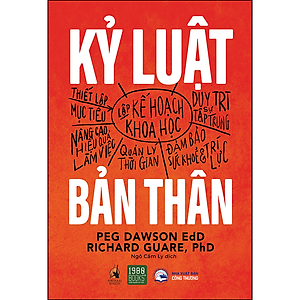 KỶ LUẬT
THIẾT LẬP
MỤC TIÊU
LẬP KẾ HOẠCH
KHOA HỌC
DUY TRÌ
SỰ
TẬP TRUNG
NÂNG CAO
HIỆU QUẢ
LÀM VIỆC
QUẢN LÝ
THỜI GIAN
ĐẢM BẢO
SỨC KHOẺ & TRÍ LỰC
BẢN THÂN
PEG DAWSON EdD
RICHARD GUARE, PhD
Ngô Cẩm Ly dịch
1980
BOOKS
NHÀ XUẤT BẢN
CÔNG THƯƠNG